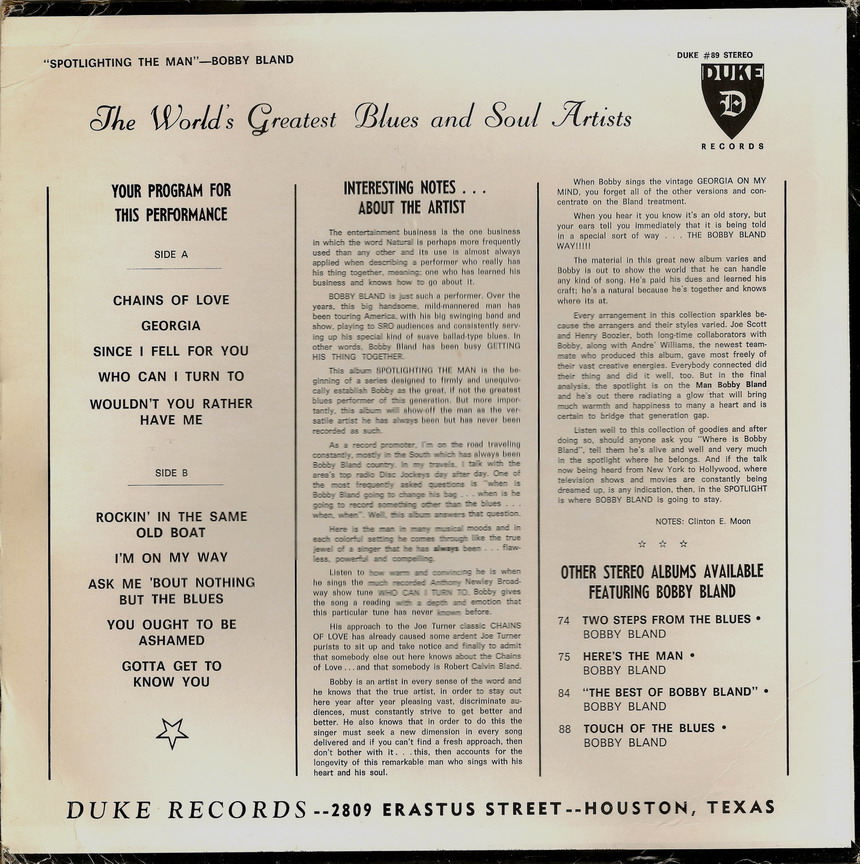 "SPOTLIGHTING THE MAN"—BOBBY BLAND
DUKE #89 STEREO
DUKE
D
RECORDS
The World's Greatest Blues and Soul Artists
YOUR PROGRAM FOR
THIS PERFORMANCE
SIDE A
CHAINS OF LOVE
GEORGIA
SINCE I FELL FOR YOU
WHO CAN I TURN TO
WOULDN'T YOU RATHER
HAVE ME
SIDE B
ROCKIN' IN THE SAME
OLD BOAT
I'M ON MY WAY
ASK ME 'BOUT NOTHING
BUT THE BLUES
YOU OUGHT TO BE
ASHAMED
GOTTA GET TO
KNOW YOU
INTERESTING NOTES . . .
ABOUT THE ARTIST
The entertainment business is the one business
in which the word Natural is perhaps more frequently
used than any other and its use is almost always
applied when describing a performer who really has
his thing together, meaning; one who has learned his
business and knows how to go about it.
BOBBY BLAND is just such a performer. Over the
years, this big handsome, mild-mannered man has
been touring America, with his big swinging band and
show, playing to SRO audiences and consistently serv-
ing up his special kind of suave ballad-type blues. In
other words, Bobby Bland has been busy GETTING
HIS THING TOGETHER.
This album SPOTLIGHTING THE MAN is the be-
ginning of a series designed to firmly and unequivo-
cally establish Bobby as the great, if not the greatest
blues performer of this generation. But more impor-
tantly, this album will show-off the man as the ver-
satile artist he has always been but has never been
recorded as such.
As a record promoter, I'm on the road traveling
constantly, mostly in the South which has always been
Bobby Bland country. In my travels, I talk with the
area's top radio Disc Jockeys day after day. One of
the most frequently asked questions is "when is
Bobby Bland going to change his bag . . . when is he
going to record something other than the blues . . .
when, when". Well, this album answers that question.
Here is the man in many musical moods and in
each colorful setting he comes through like the true
jewel of a singer that he has always been . . . flaw-
less, powerful and compelling.
Listen to how warm and convincing he is when
he sings the much recorded Anthony Newley Broad-
way show tune WHO CAN I TURN TO. Bobby gives
the song a reading with a depth and emotion that
this particular tune has never known before.
His approach to the Joe Turner classic CHAINS
OF LOVE has already caused some ardent Joe Turner
purists to sit up and take notice and finally to admit
that somebody else out here knows about the Chains
of Love . . . and that somebody is Robert Calvin Bland.
Bobby is an artist in every sense of the word and
he knows that the true artist, in order to stay out
here year after year pleasing vast, discriminate au-
diences, must constantly strive to get better and
better. He also knows that in order to do this the
singer must seek a new dimension in every song
delivered and if you can't find a fresh approach, then
don't bother with it . . . this, then accounts for the
longevity of this remarkable man who sings with his
heart and his soul.
When Bobby sings the vintage GEORGIA ON MY
MIND, you forget all of the other versions and con-
centrate on the Bland treatment.
When you hear it you know it's an old story, but
your ears tell you immediately that it is being told
in a special sort of way . . . THE BOBBY BLAND
WAY!!!!!
The material in this great new album varies and
Bobby is out to show the world that he can handle
any kind of song. He's paid his dues and learned his
craft; he's a natural because he's together and knows
where its at.
Every arrangement in this collection sparkles be-
cause the arrangers and their styles varied. Joe Scott
and Henry Boozier, both long-time collaborators with
Bobby, along with Andre' Williams, the newest team-
mate who produced this album, gave most freely of
their vast creative energies. Everybody connected did
their thing and did it well, too. But in the final
analysis, the spotlight is on the Man Bobby Bland
and he's out there radiating a glow that will bring
much warmth and happiness to many a heart and is
certain to bridge that generation gap.
Listen well to this collection of goodies and after
doing so, should anyone ask you "Where is Bobby
Bland", tell them he's alive and well and very much
in the spotlight where he belongs. And if the talk
now being heard from New York to Hollywood, where
television shows and movies are constantly being
dreamed up, is any indication, then, in the SPOTLIGHT
is where BOBBY BLAND is going to stay.
NOTES: Clinton E. Moon
OTHER STEREO ALBUMS AVAILABLE
FEATURING BOBBY BLAND
74 TWO STEPS FROM THE BLUES •
BOBBY BLAND
75 HERE'S THE MAN •
BOBBY BLAND
84 "THE BEST OF BOBBY BLAND" •
BOBBY BLAND
88 TOUCH OF THE BLUES •
BOBBY BLAND
DUKE RECORDS--2809 ERASTUS STREET--HOUSTON, TEXAS